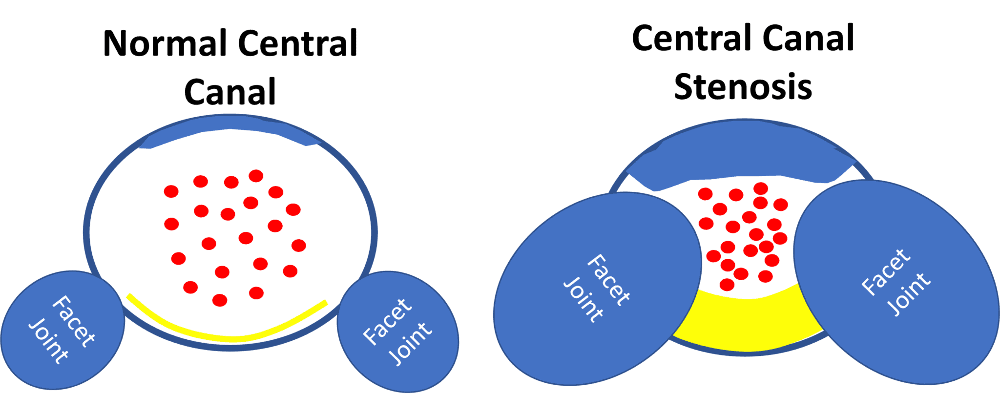 Normal Central
Canal
Facet
Joint
Facet
Joint
Central Canal
Stenosis
Facet
Joint
Facet
Joint